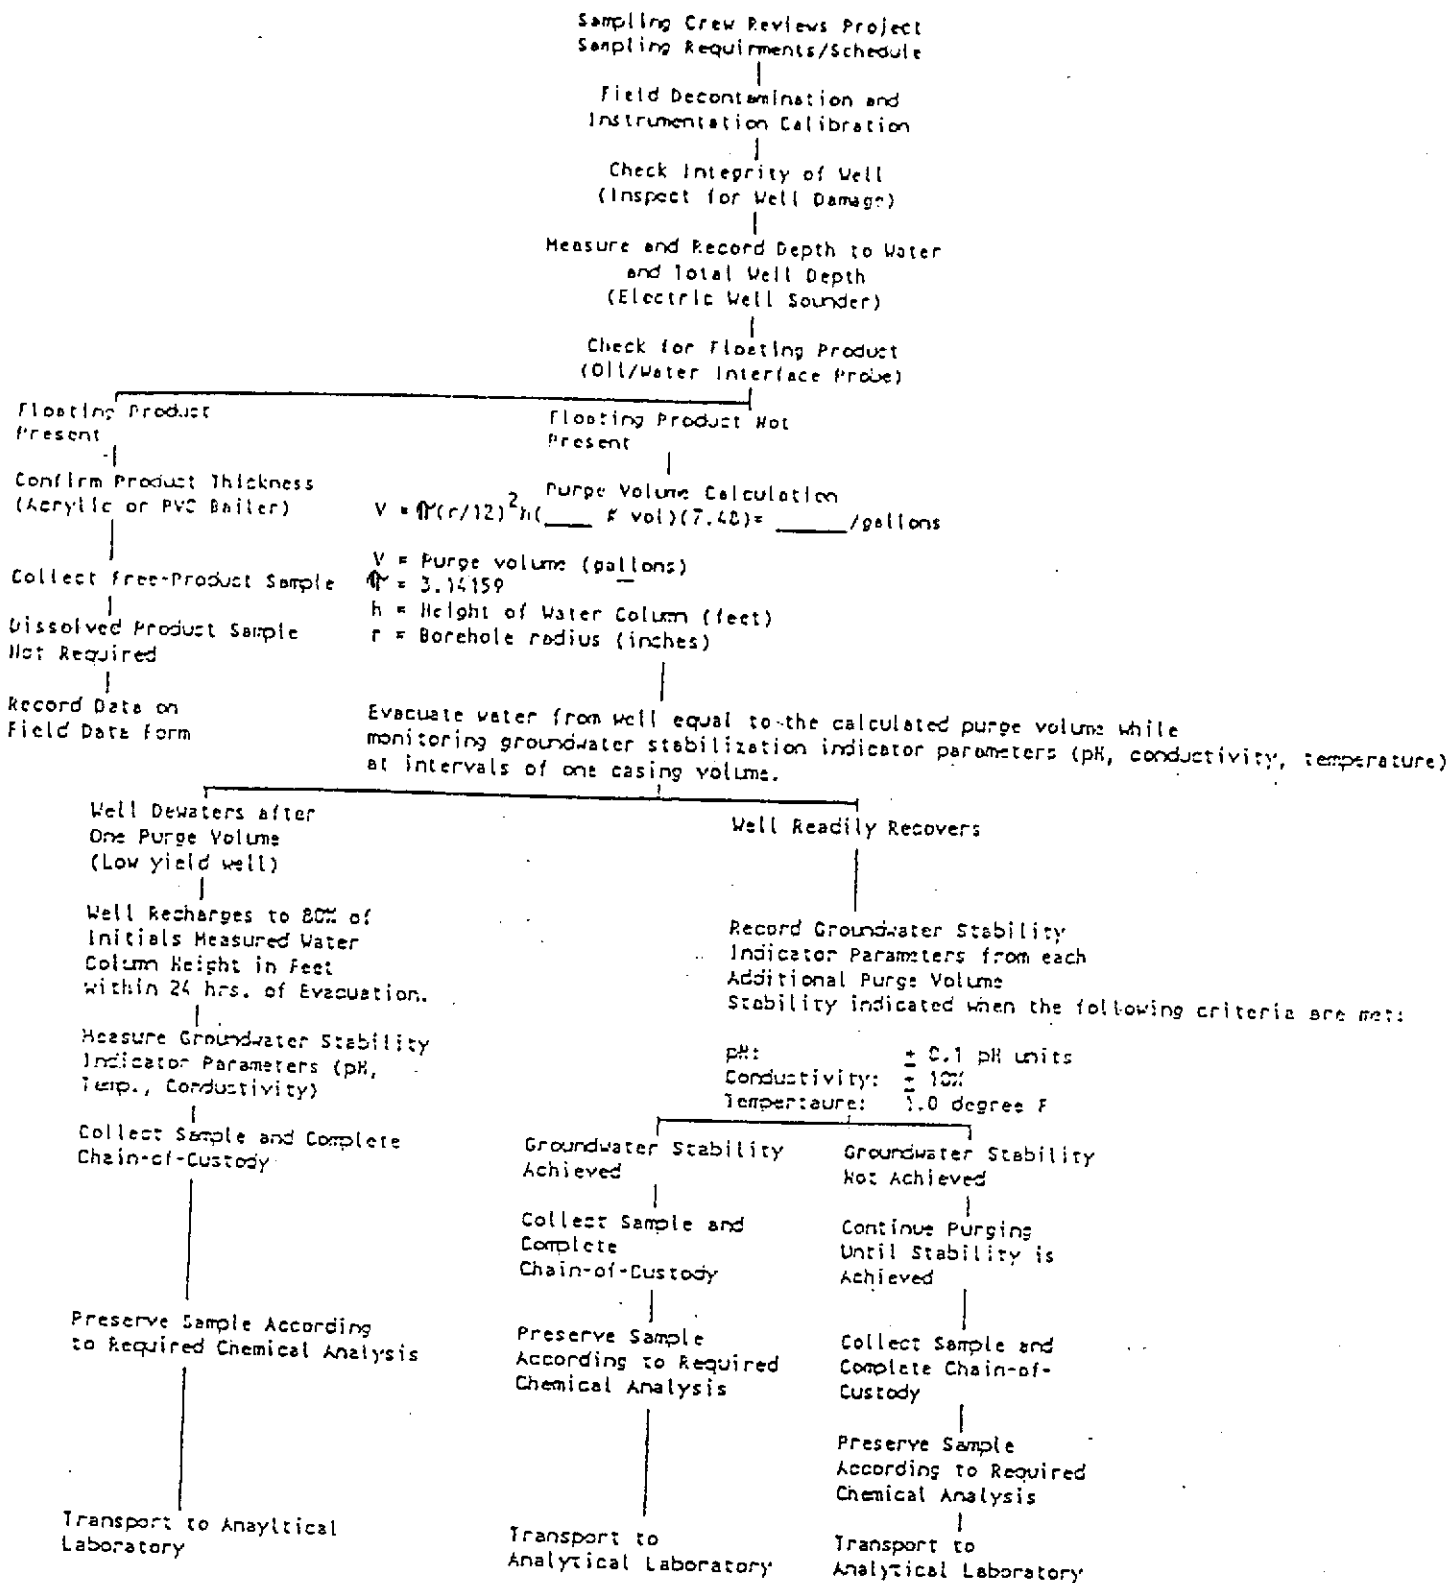 Sampling Crew Reviews Project
Sampling Requirments/Schedule
Field Decontamination and
Instrumentation Calibration
Check Integrity of Well
(Inspect for Well Damage)
Measure and Record Depth to Water
and Total Well Depth
(Electric Well Sounder)
Check for Floating Product
(Oil/Water Interface Probe)
Floating Product
Present
Confirm Product Thickness
(Acrylic or PVC Bailer)
Collect Free-Product Sample
Dissolved Product Sample
Not Required
Record Data on
Field Data Form
Floating Product Not
Present
Purge Volume Calculation
V = π(r/12)²h(____ # vol)(7.48)= ______/gallons
V = Purge volume (gallons)
π = 3.14159
h = Height of Water Column (feet)
r = Borehole radius (inches)
Evacuate water from well equal to the calculated purge volume while
monitoring groundwater stabilization indicator parameters (pH, conductivity, temperature)
at intervals of one casing volume.
Well Dewaters after
One Purge Volume
(Low yield well)
Well Recharges to 80% of
Initials Measured Water
Column Height in Feet
within 24 hrs. of Evacuation.
Measure Groundwater Stability
Indicator Parameters (pH,
Temp., Conductivity)
Collect Sample and Complete
Chain-of-Custody
Preserve Sample According
to Required Chemical Analysis
Transport to Anayltical
Laboratory
Well Readily Recovers
Record Groundwater Stability
Indicator Parameters from each
Additional Purge Volume
Stability indicated when the following criteria are met:
pH: ± 0.1 pH units
Conductivity: ± 10%
Tempertaure: 1.0 degree F
Groundwater Stability
Achieved
Collect Sample and
Complete
Chain-of-Custody
Preserve Sample
According to Required
Chemical Analysis
Transport to
Analytical Laboratory
Groundwater Stability
Not Achieved
Continue Purging
Until Stability is
Achieved
Collect Sample and
Complete Chain-of-
Custody
Preserve Sample
According to Required
Chemical Analysis
Transport to
Analytical Laboratory